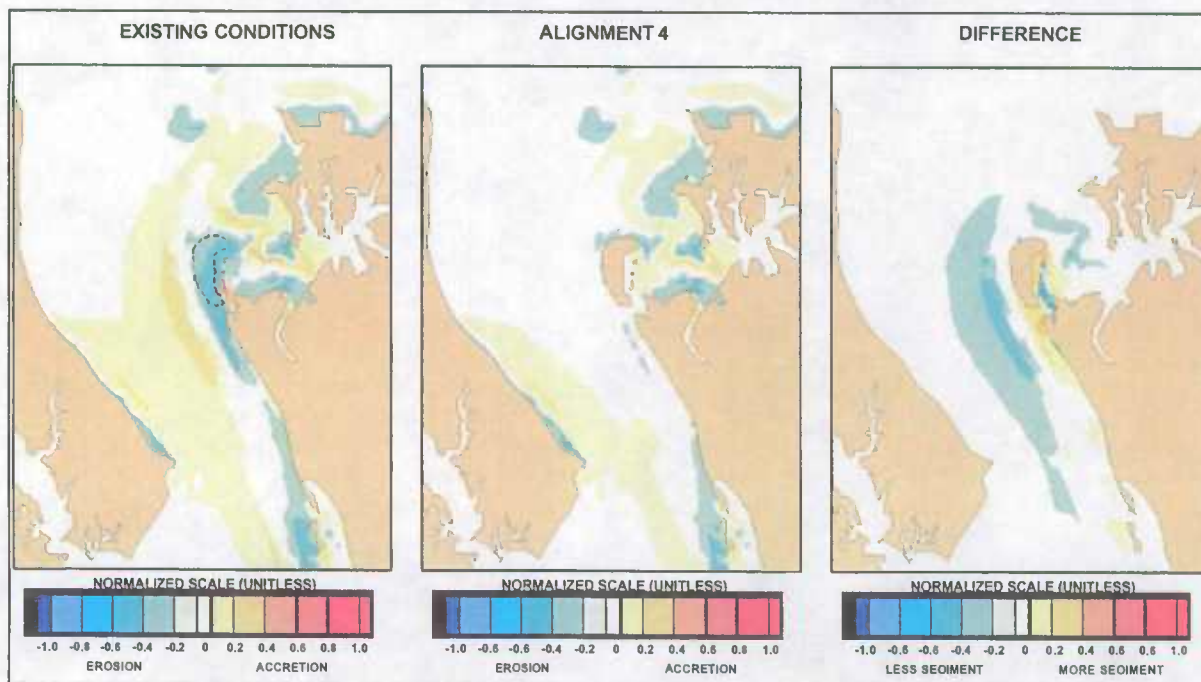 EXISTING CONDITIONS
ALIGNMENT 4
DIFFERENCE
NORMALIZED SCALE (UNITLESS)
-1.0 -0.8 -0.6 -0.4 -0.2 0 0.2 0.4 0.6 0.8 1.0
EROSION ACCRETION
NORMALIZED SCALE (UNITLESS)
-1.0 -0.8 -0.6 -0.4 -0.2 0 0.2 0.4 0.6 0.8 1.0
EROSION ACCRETION
NORMALIZED SCALE (UNITLESS)
-1.0 -0.8 -0.6 -0.4 -0.2 0 0.2 0.4 0.6 0.8 1.0
LESS SEDIMENT MORE SEDIMENT